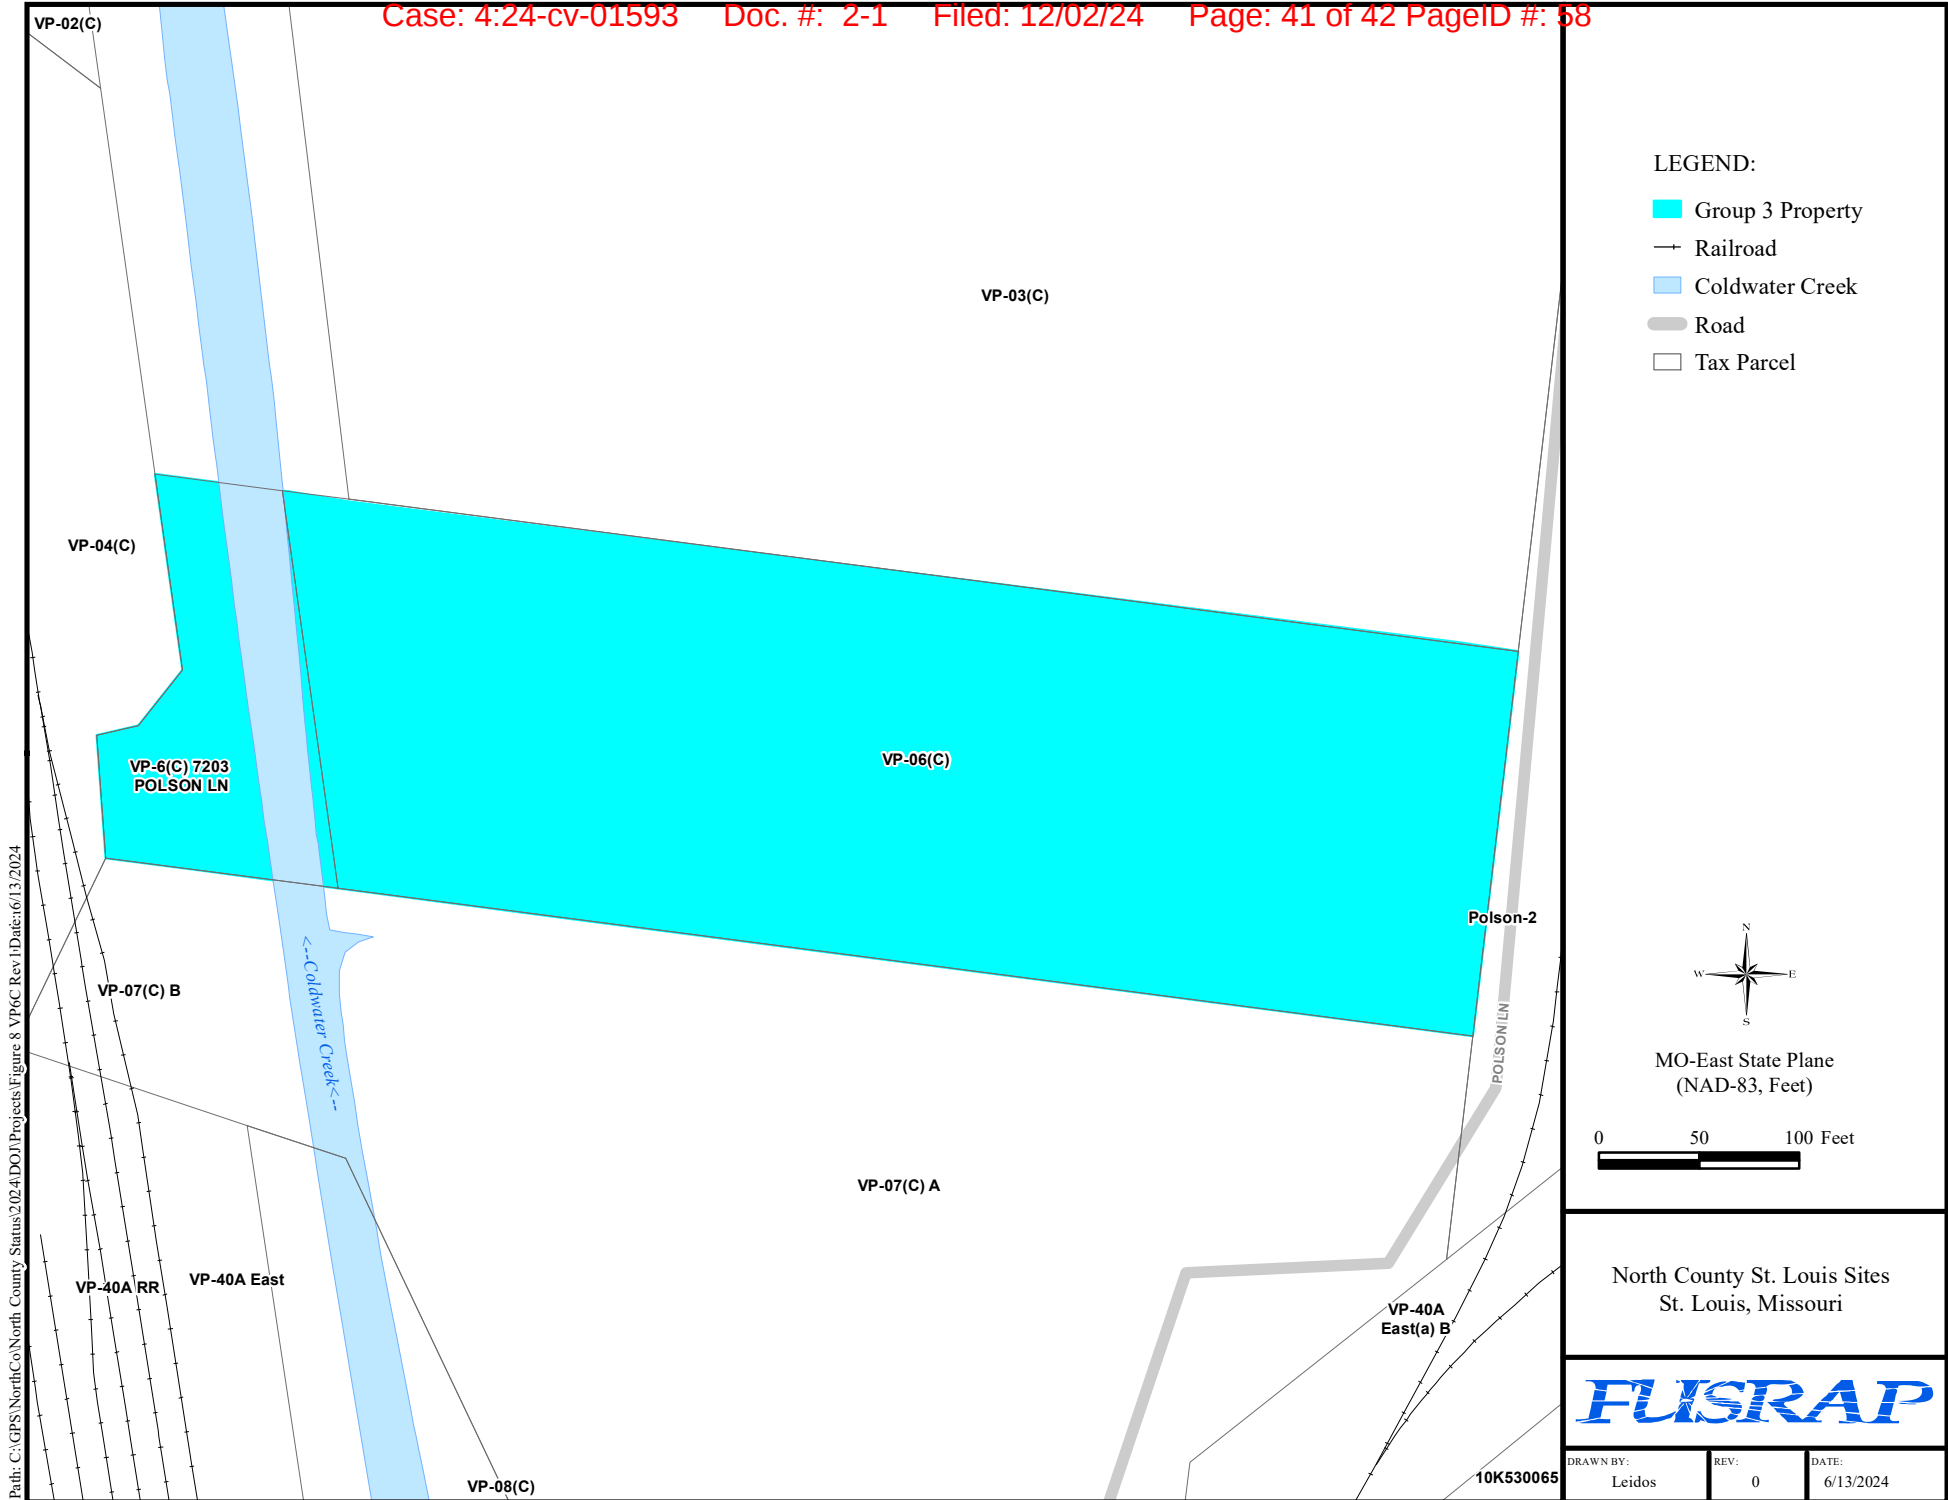 Case: 4:24-cv-01593 Doc. #: 2-1 Filed: 12/02/24 Page: 41 of 42 PageID #: 58
VP-02(C)
VP-03(C)
VP-04(C)
VP-6(C) 7203
POLSON LN
VP-06(C)
Polson-2
POLSON LN
<---Coldwater Creek<---
VP-07(C) B
VP-07(C) A
VP-40A RR
VP-40A East
VP-40A
East(a) B
VP-08(C)
10K530065
LEGEND:
Group 3 Property
Railroad
Coldwater Creek
Road
Tax Parcel
N
W E
S
MO-East State Plane
(NAD-83, Feet)
0 50 100 Feet
North County St. Louis Sites
St. Louis, Missouri
FUSRAP
DRAWN BY: REV: DATE:
Leidos 0 6/13/2024
Path: C:\GPS\NorthCo\North County Status\2024\DOJ\Projects\Figure 8 VP6C Rev 6/13/2024